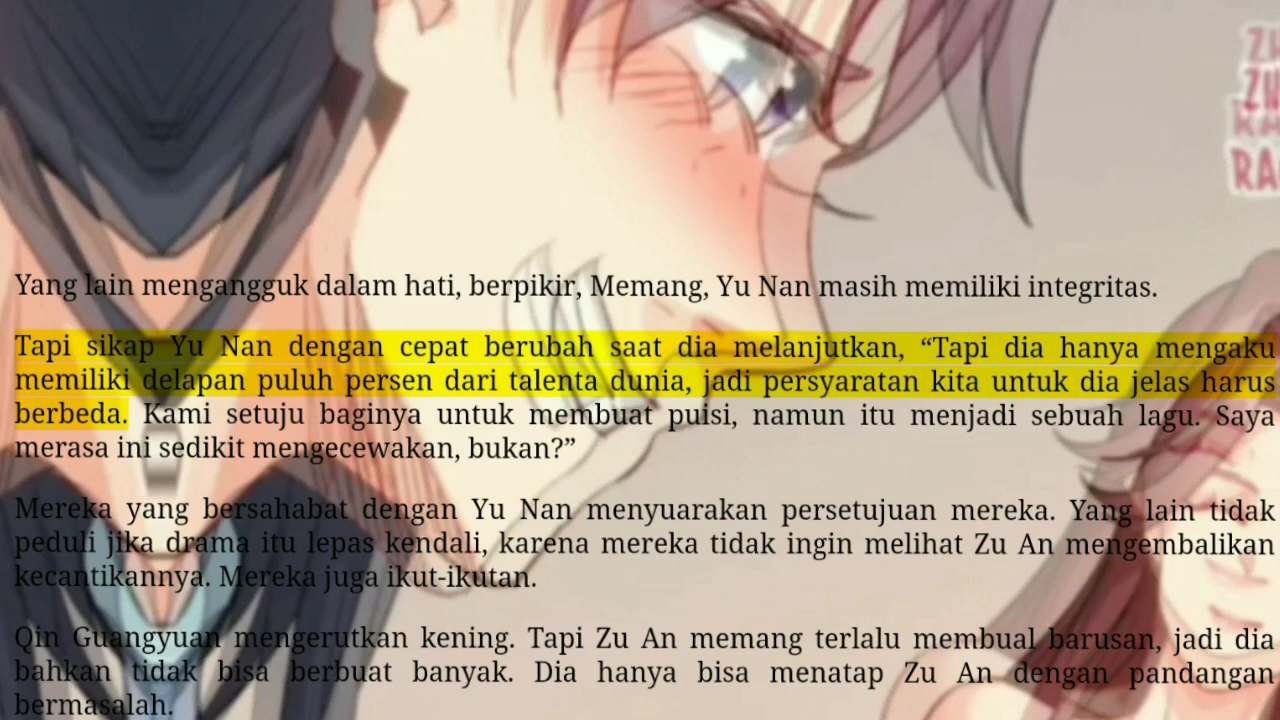 Yang lain mengangguk dalam hati, berpikir, Memang, Yu Nan masih memiliki integritas.
Tapi sikap Yu Nan dengan cepat berubah saat dia melanjutkan, “Tapi dia hanya mengaku
memiliki delapan puluh persen dari talenta dunia, jadi persyaratan kita untuk dia jelas harus
berbeda. Kami setuju baginya untuk membuat puisi, namun itu menjadi sebuah lagu. Saya
merasa ini sedikit mengecewakan, bukan?”
Mereka yang bersahabat dengan Yu Nan menyuarakan persetujuan mereka. Yang lain tidak
peduli jika drama itu lepas kendali, karena mereka tidak ingin melihat Zu An mengembalikan
kecantikannya. Mereka juga ikut-ikutan.
Qin Guangyuan mengerutkan kening. Tapi Zu An memang terlalu membual barusan, jadi dia
bahkan tidak bisa berbuat banyak. Dia hanya bisa menatap Zu An dengan pandangan
bermasalah.